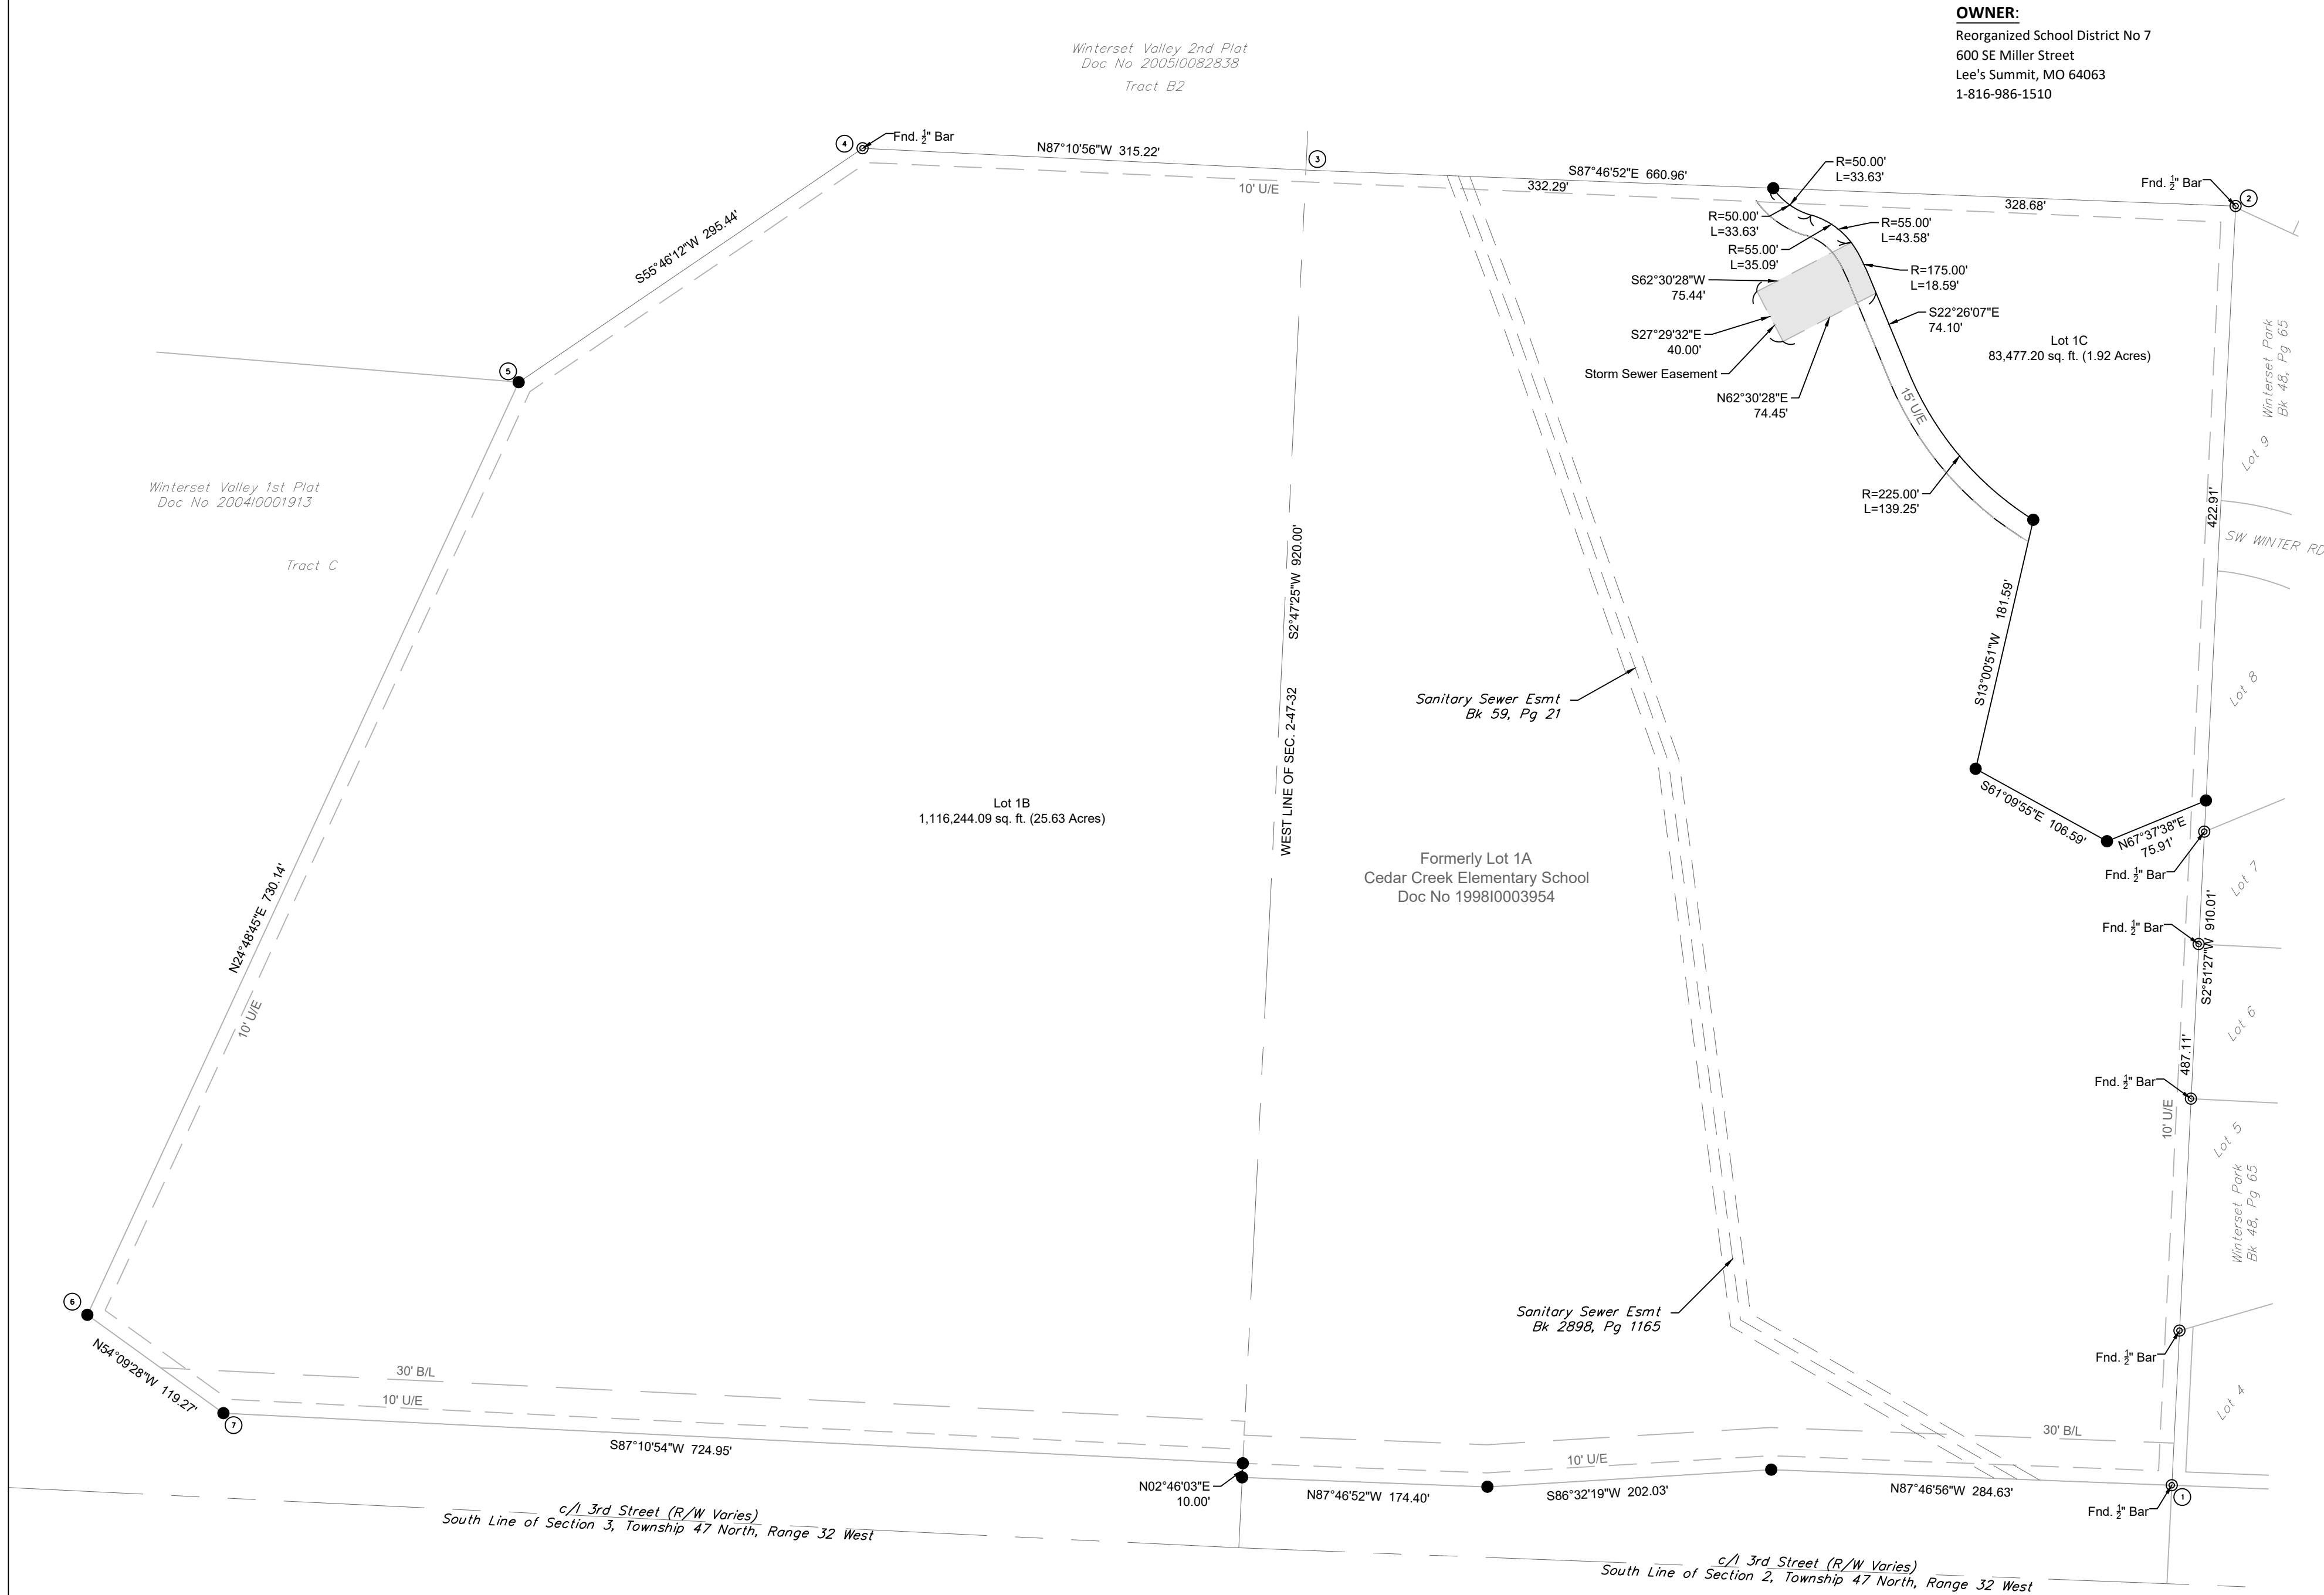 OWNER:
Reorganized School District No 7
600 SE Miller Street
Lee's Summit, MO 64063
1-816-986-1510
Winterset Valley 2nd Plat
Doc No 2005I0082838
Tract B2
4
Fnd. ½" Bar
N87°10'56"W 315.22'
3
10' U/E
S87°46'52"E 660.96'
332.29'
R=50.00'
L=33.63'
Fnd. ½" Bar
2
328.68'
R=50.00'
L=33.63'
R=55.00'
L=43.58'
R=55.00'
L=35.09'
S62°30'28"W
75.44'
R=175.00'
L=18.59'
S27°29'32"E
40.00'
S22°26'07"E
74.10'
Storm Sewer Easement
N62°30'28"E
74.45'
Lot 1C
83,477.20 sq. ft. (1.92 Acres)
15' U/E
R=225.00'
L=139.25'
Winterset Park
Bk 48, Pg 65
Lot 9
422.91'
SW WINTER RD
S55°46'12"W 295.44'
5
Winterset Valley 1st Plat
Doc No 2004I0001913
Tract C
S2°47'25"W 920.00'
WEST LINE OF SEC. 2-47-32
S13°00'51"W 181.59'
Lot 8
Sanitary Sewer Esmt
Bk 59, Pg 21
S61°09'55"E 106.59'
N67°37'38"E
75.91'
Lot 1B
1,116,244.09 sq. ft. (25.63 Acres)
Formerly Lot 1A
Cedar Creek Elementary School
Doc No 1998I0003954
Fnd. ½" Bar
Lot 7
Fnd. ½" Bar
S2°51'27"W 910.01'
N24°48'45"E 730.14'
10' U/E
Lot 6
487.11'
Fnd. ½" Bar
10' U/E
Lot 5
Winterset Park
Bk 48, Pg 65
6
Sanitary Sewer Esmt
Bk 2898, Pg 1165
Fnd. ½" Bar
N54°09'28"W 119.27'
30' B/L
10' U/E
7
Lot 4
S87°10'54"W 724.95'
30' B/L
10' U/E
N02°46'03"E
10.00'
N87°46'52"W 174.40'
S86°32'19"W 202.03'
N87°46'56"W 284.63'
1
Fnd. ½" Bar
c/l 3rd Street (R/W Varies)
South Line of Section 3, Township 47 North, Range 32 West
c/l 3rd Street (R/W Varies)
South Line of Section 2, Township 47 North, Range 32 West